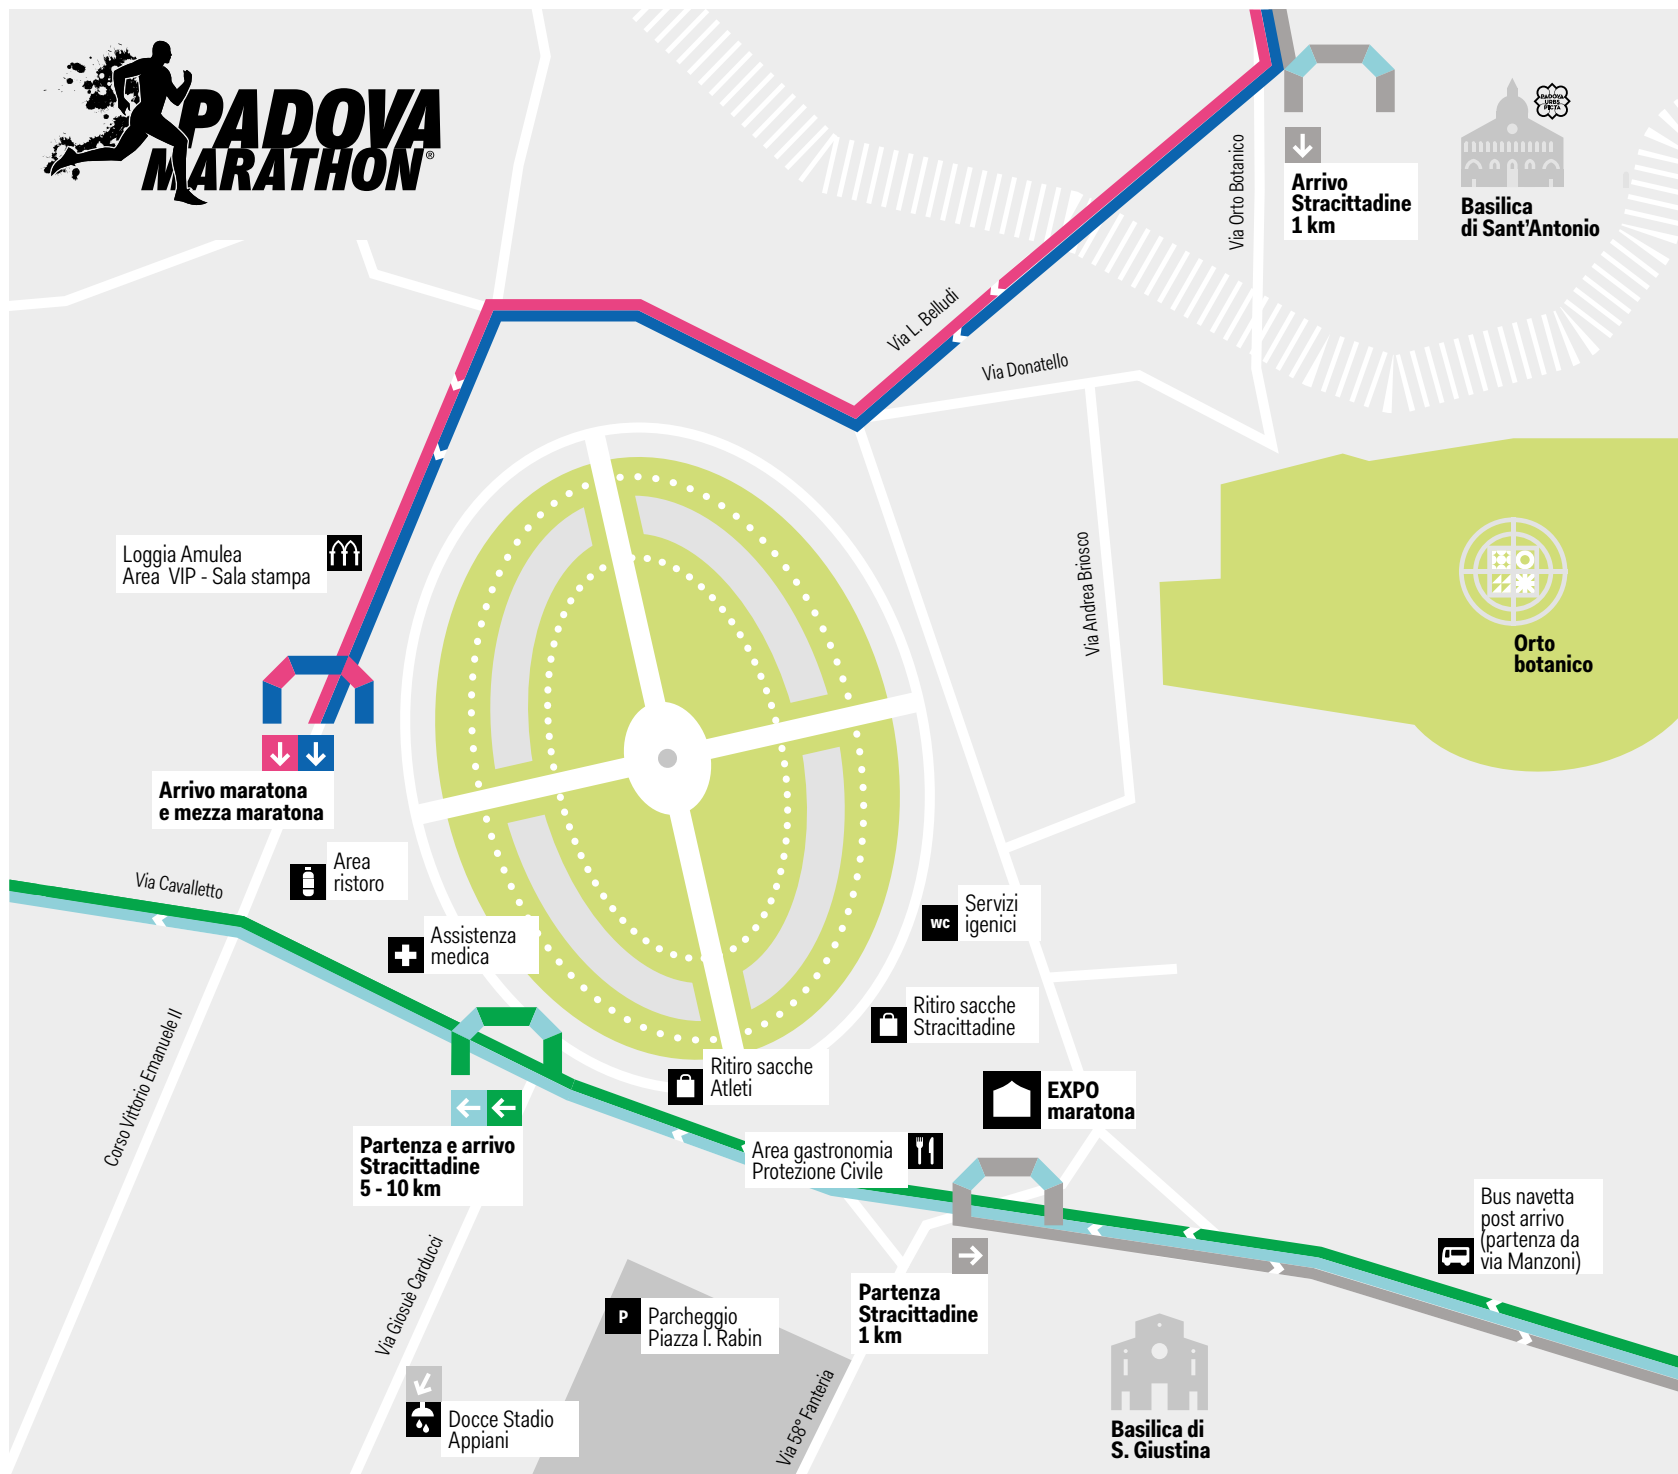 PADOVA
MARATHON®
PADOVA
URBS
PICTA
Via Orto Botanico
Arrivo
Stracittadine
1 km
Basilica
di Sant'Antonio
Via L. Belludi
Via Donatello
Via Andrea Briosco
Loggia Amulea
Area VIP - Sala stampa
Orto
botanico
Arrivo maratona
e mezza maratona
Area
ristoro
Via Cavalletto
Assistenza
medica
wc
Servizi
igenici
Ritiro sacche
Stracittadine
Corso Vittorio Emanuele II
Ritiro sacche
Atleti
EXPO
maratona
Partenza e arrivo
Stracittadine
5 - 10 km
Area gastronomia
Protezione Civile
Bus navetta
post arrivo
(partenza da
via Manzoni)
Via Giosuè Carducci
Partenza
Stracittadine
1 km
P
Parcheggio
Piazza I. Rabin
Via 58° Fanteria
Docce Stadio
Appiani
Basilica di
S. Giustina